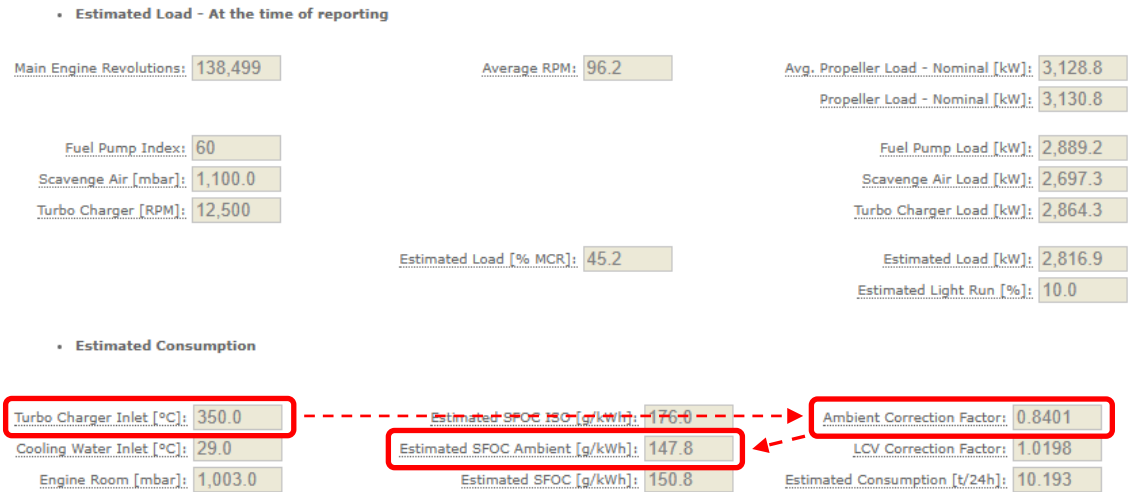 • Estimated Load - At the time of reporting
Main Engine Revolutions: 138,499 Average RPM: 96.2 Avg. Propeller Load - Nominal [kW]: 3,128.8
Propeller Load - Nominal [kW]: 3,130.8
Fuel Pump Index: 60 Fuel Pump Load [kW]: 2,889.2
Scavenge Air [mbar]: 1,100.0 Scavenge Air Load [kW]: 2,697.3
Turbo Charger [RPM]: 12,500 Turbo Charger Load [kW]: 2,864.3
Estimated Load [% MCR]: 45.2 Estimated Load [kW]: 2,816.9
Estimated Light Run [%]: 10.0
• Estimated Consumption
Turbo Charger Inlet [°C]: 350.0 Estimated SFOC ISO [g/kWh]: 176.0 Ambient Correction Factor: 0.8401
Cooling Water Inlet [°C]: 29.0 Estimated SFOC Ambient [g/kWh]: 147.8 LCV Correction Factor: 1.0198
Engine Room [mbar]: 1,003.0 Estimated SFOC [g/kWh]: 150.8 Estimated Consumption [t/24h]: 10.193